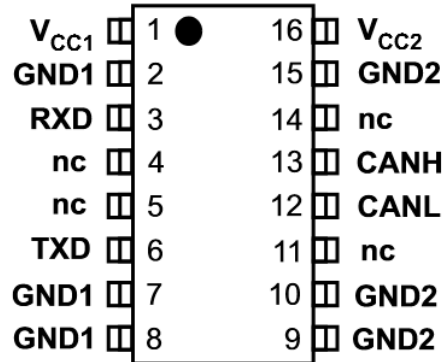 VCC1 1 16 VCC2
GND1 2 15 GND2
RXD 3 14 nc
nc 4 13 CANH
nc 5 12 CANL
TXD 6 11 nc
GND1 7 10 GND2
GND1 8 9 GND2